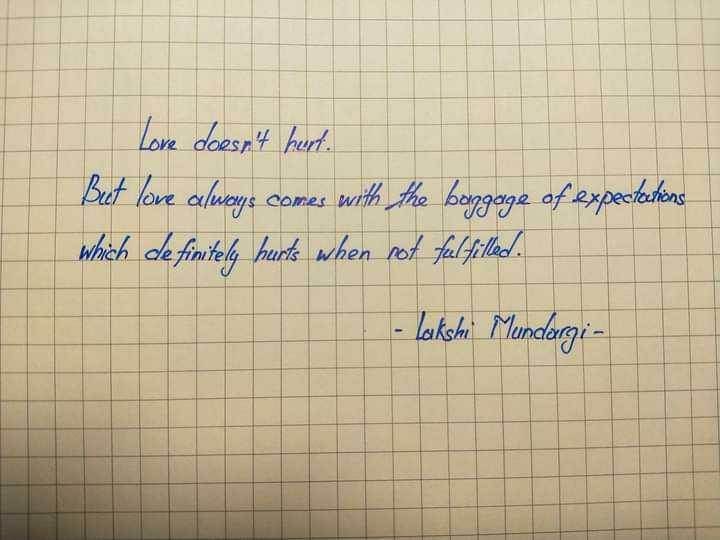 Love doesn't hurt.
But love always comes with the baggage of expectations
which definitely hurts when not fulfilled.
- Lakshi Mundargi -